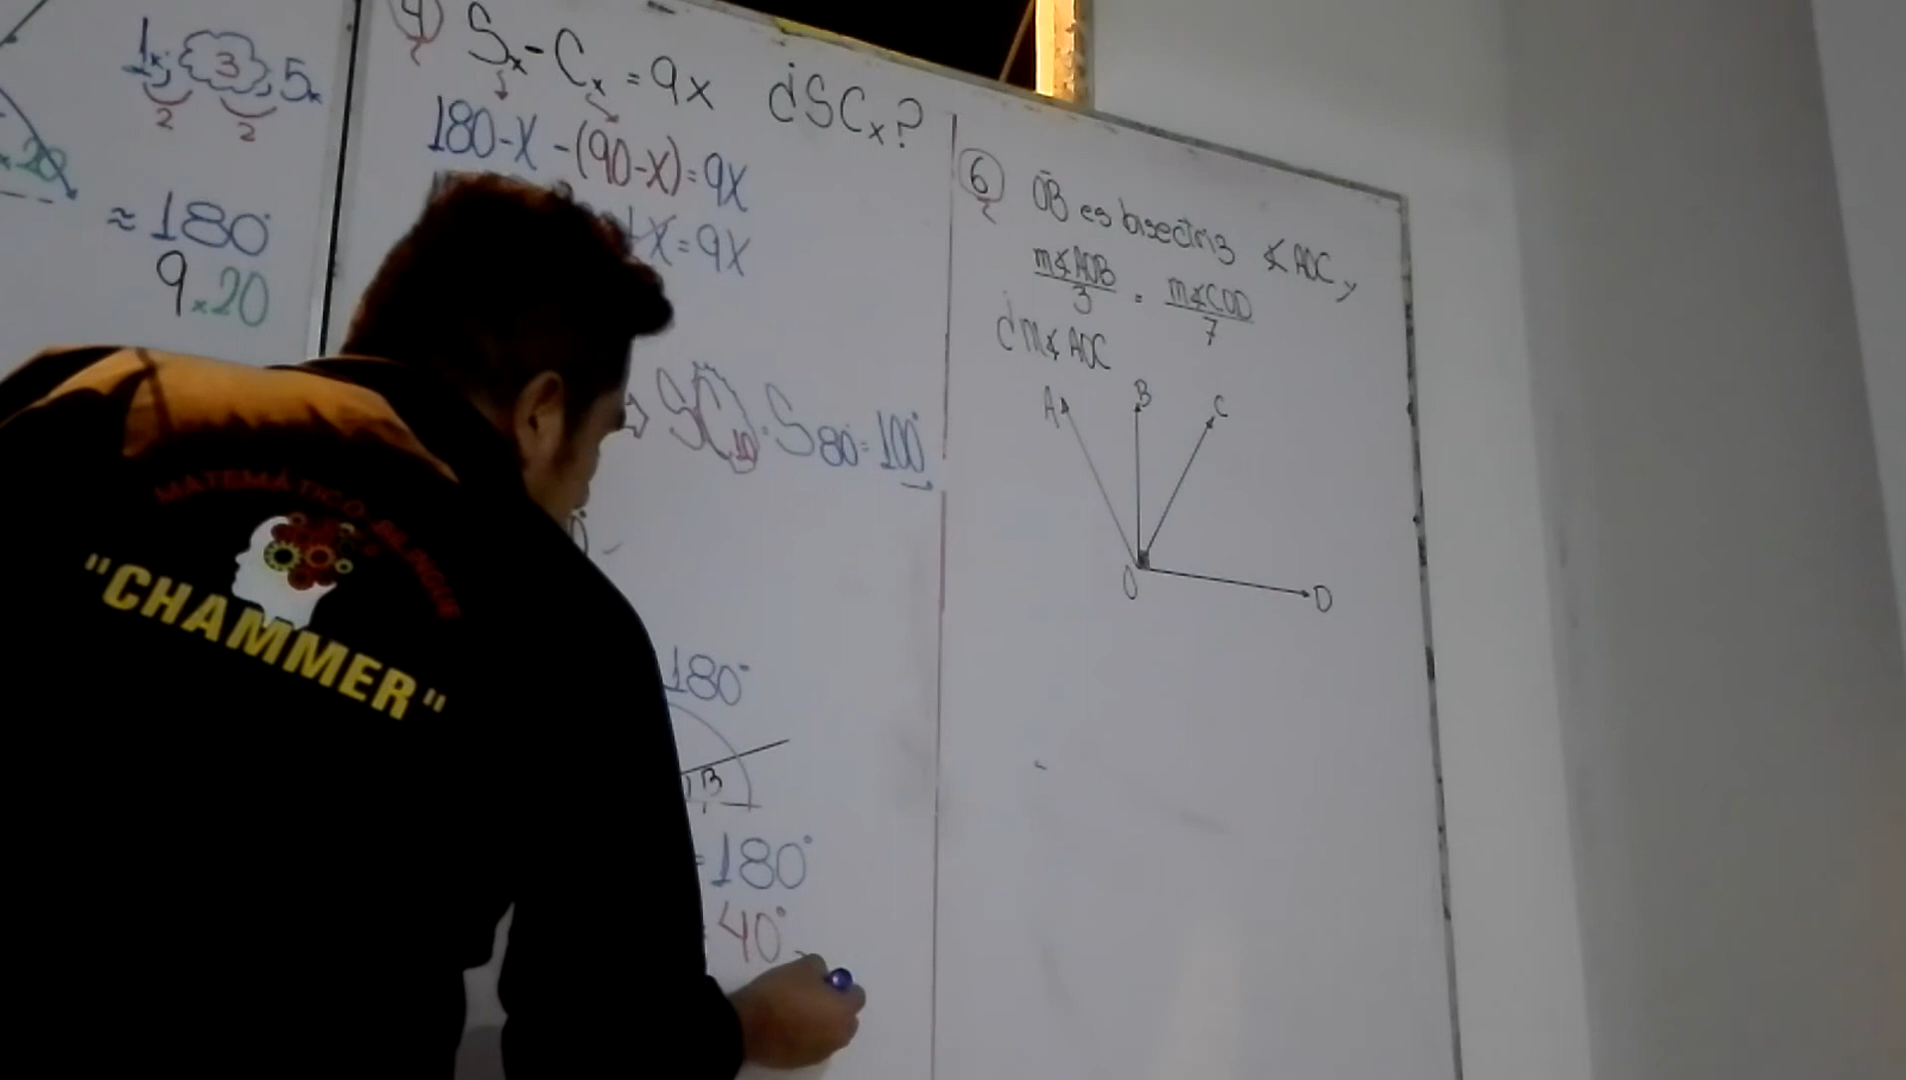 1x, 3, 5x
2 2
x20
≈ 180°
9x20
4) Sx - Cx = 9x ¿SCx?
180-x -(90-x) = 9x
+x = 9x
⇒ SC10 = S80 = 100°
180°
B
= 180°
= 40°
6 OB es bisectriz ∡ AOC, y
m∡AOB/3 = m∡COD/7
¿m∡ AOC
A B C
O D
MATEMÁTICO
"CHAMMER"